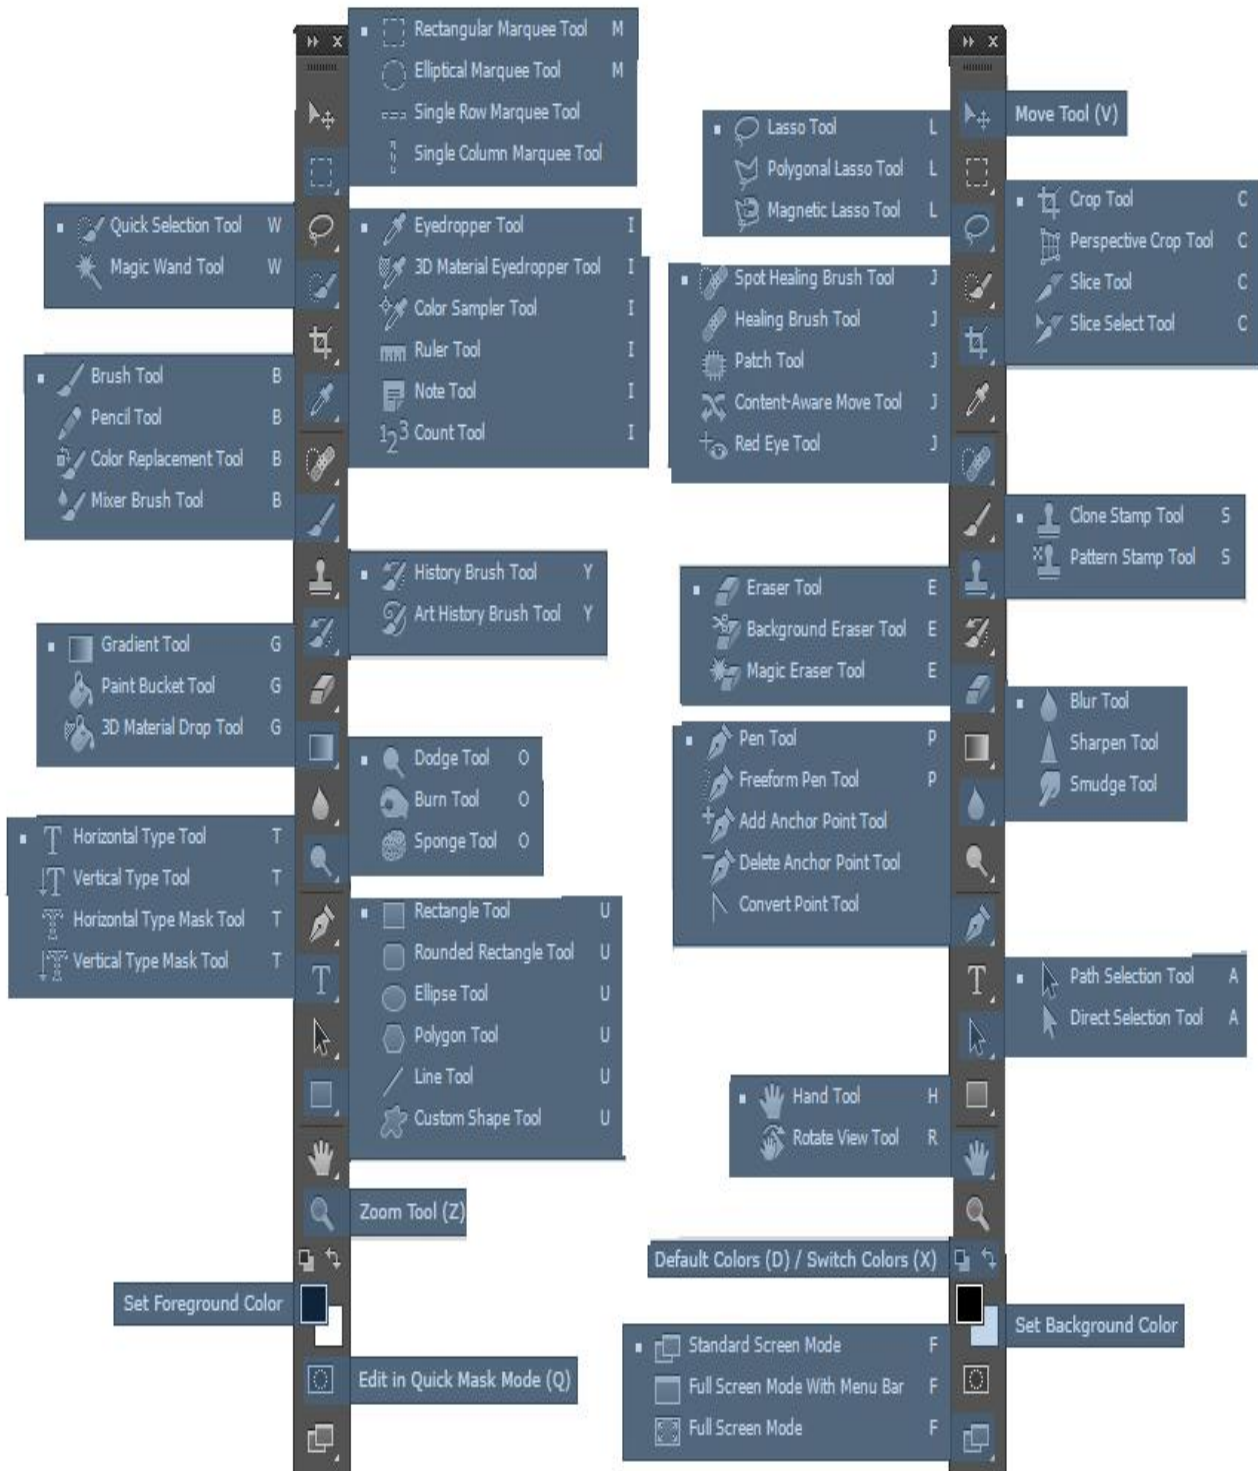 Rectangular Marquee Tool M
Elliptical Marquee Tool M
Single Row Marquee Tool
Single Column Marquee Tool
Quick Selection Tool W
Magic Wand Tool W
Eyedropper Tool I
3D Material Eyedropper Tool I
Color Sampler Tool I
Ruler Tool I
Note Tool I
123 Count Tool I
Brush Tool B
Pencil Tool B
Color Replacement Tool B
Mixer Brush Tool B
History Brush Tool Y
Art History Brush Tool Y
Gradient Tool G
Paint Bucket Tool G
3D Material Drop Tool G
Dodge Tool O
Burn Tool O
Sponge Tool O
T Horizontal Type Tool T
T Vertical Type Tool T
T Horizontal Type Mask Tool T
T Vertical Type Mask Tool T
T
Rectangle Tool U
Rounded Rectangle Tool U
Ellipse Tool U
Polygon Tool U
Line Tool U
Custom Shape Tool U
Zoom Tool (Z)
Set Foreground Color
Edit in Quick Mask Mode (Q)
Move Tool (V)
Lasso Tool L
Polygonal Lasso Tool L
Magnetic Lasso Tool L
Crop Tool C
Perspective Crop Tool C
Slice Tool C
Slice Select Tool C
Spot Healing Brush Tool J
Healing Brush Tool J
Patch Tool J
Content-Aware Move Tool J
Red Eye Tool J
Clone Stamp Tool S
Pattern Stamp Tool S
Eraser Tool E
Background Eraser Tool E
Magic Eraser Tool E
Blur Tool
Sharpen Tool
Smudge Tool
Pen Tool P
Freeform Pen Tool P
Add Anchor Point Tool
Delete Anchor Point Tool
Convert Point Tool
T
Path Selection Tool A
Direct Selection Tool A
Hand Tool H
Rotate View Tool R
Default Colors (D) / Switch Colors (X)
Set Background Color
Standard Screen Mode F
Full Screen Mode With Menu Bar F
Full Screen Mode F